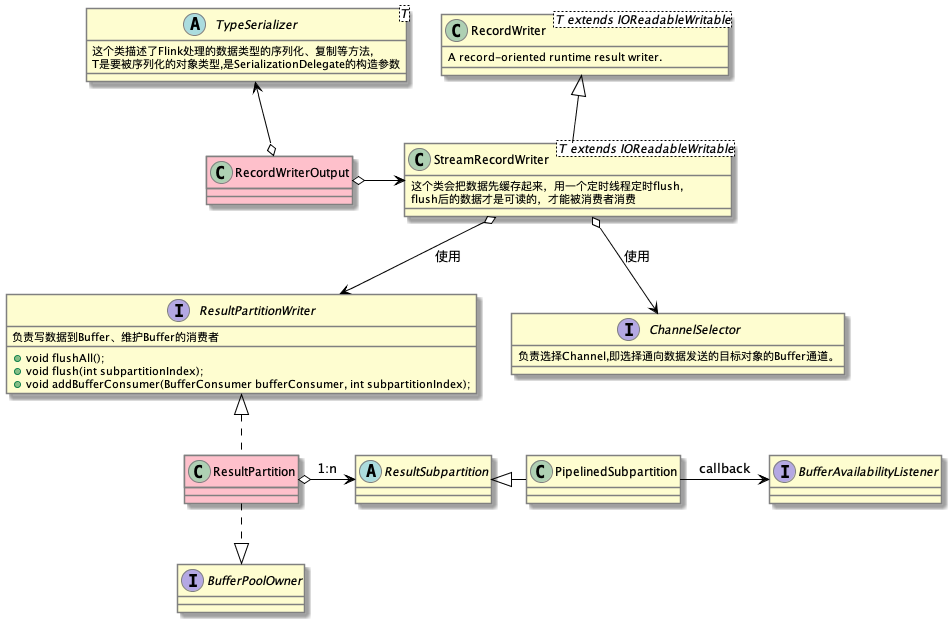 A TypeSerializer
T
这个类描述了Flink处理的数据类型的序列化、复制等方法,
T是要被序列化的对象类型,是SerializationDelegate的构造参数
C RecordWriter
T extends IOReadableWritable
A record-oriented runtime result writer.
C RecordWriterOutput
C StreamRecordWriter
T extends IOReadableWritable
这个类会把数据先缓存起来，用一个定时线程定时flush，
flush后的数据才是可读的，才能被消费者消费
使用
使用
I ResultPartitionWriter
负责写数据到Buffer、维护Buffer的消费者
void flushAll();
void flush(int subpartitionIndex);
void addBufferConsumer(BufferConsumer bufferConsumer, int subpartitionIndex);
I ChannelSelector
负责选择Channel,即选择通向数据发送的目标对象的Buffer通道。
C ResultPartition
1:n
A ResultSubpartition
C PipelinedSubpartition
callback
I BufferAvailabilityListener
I BufferPoolOwner